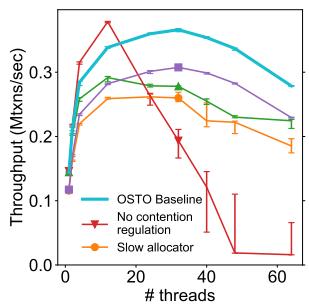 Throughput (Mtxns/sec)
0.3
0.2
0.1
0.0
OSTO Baseline
No contention
regulation
Slow allocator
0 20 40 60
# threads